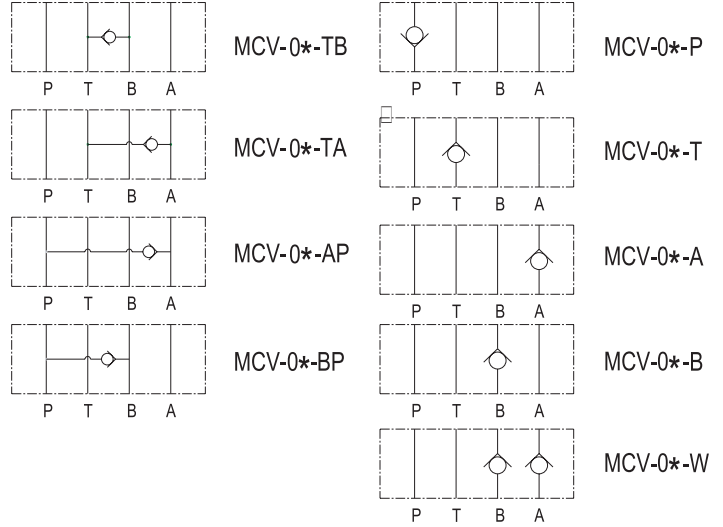 MCV-0*-TB
P T B A
MCV-0*-TA
P T B A
MCV-0*-AP
P T B A
MCV-0*-BP
P T B A
MCV-0*-P
P T B A
MCV-0*-T
P T B A
MCV-0*-A
P T B A
MCV-0*-B
P T B A
MCV-0*-W
P T B A